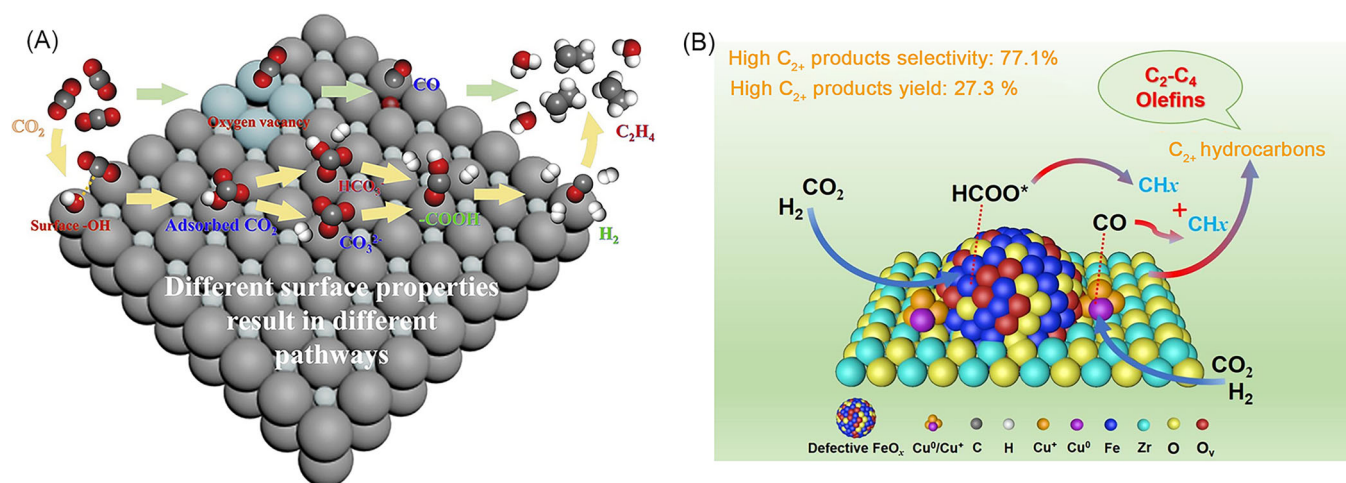 (A)
CO
Oxygen vacancy
CO₂
C₂H₄
HCO₃
Surface -OH
Adsorbed CO₂
-COOH
CO₃²⁻
H₂
Different surface properties
result in different
pathways
(B)
High C₂₊ products selectivity: 77.1%
High C₂₊ products yield: 27.3 %
C₂-C₄
Olefins
C₂₊ hydrocarbons
CO₂
H₂
HCOO*
CHx
+
CO
CHx
CO₂
H₂
Defective FeOₓ Cu⁰/Cu⁺ C H Cu⁺ Cu⁰ Fe Zr O Oᵥ